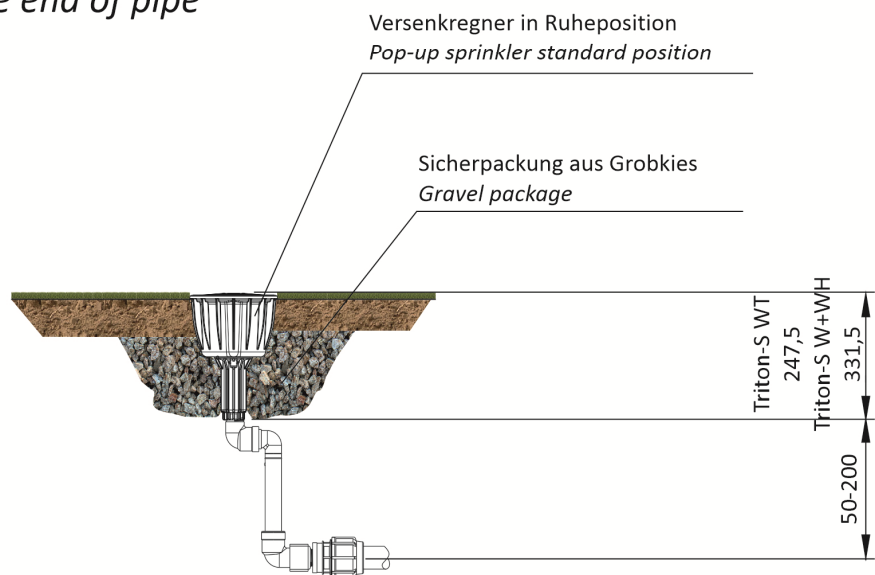 e end of pipe
Versenkregner in Ruheposition
Pop-up sprinkler standard position
Sicherpackung aus Grobkies
Gravel package
Triton-S WT
247,5
Triton-S W+WH
331,5
50-200